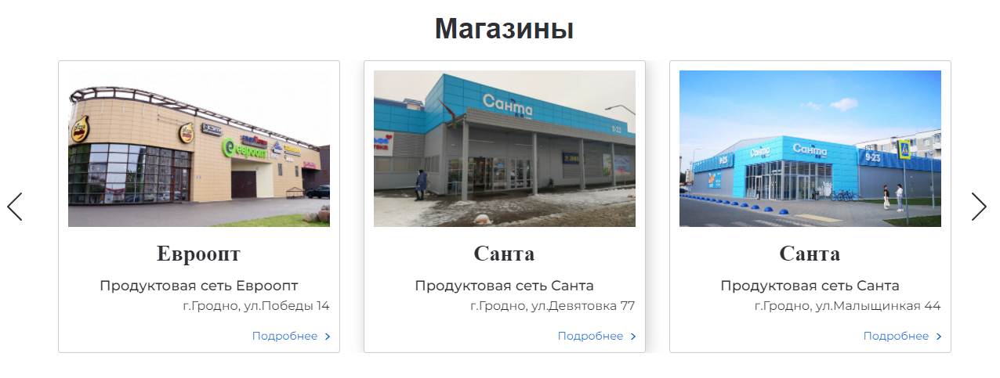 Магазины
евроопт
Санта
9-23
9-23
Санта
Санта
9-23
Евроопт
Продуктовая сеть Евроопт
г.Гродно, ул.Победы 14
Подробнее
Санта
Продуктовая сеть Санта
г.Гродно, ул.Девятовка 77
Подробнее
Санта
Продуктовая сеть Санта
г.Гродно, ул.Малыщинкая 44
Подробнее